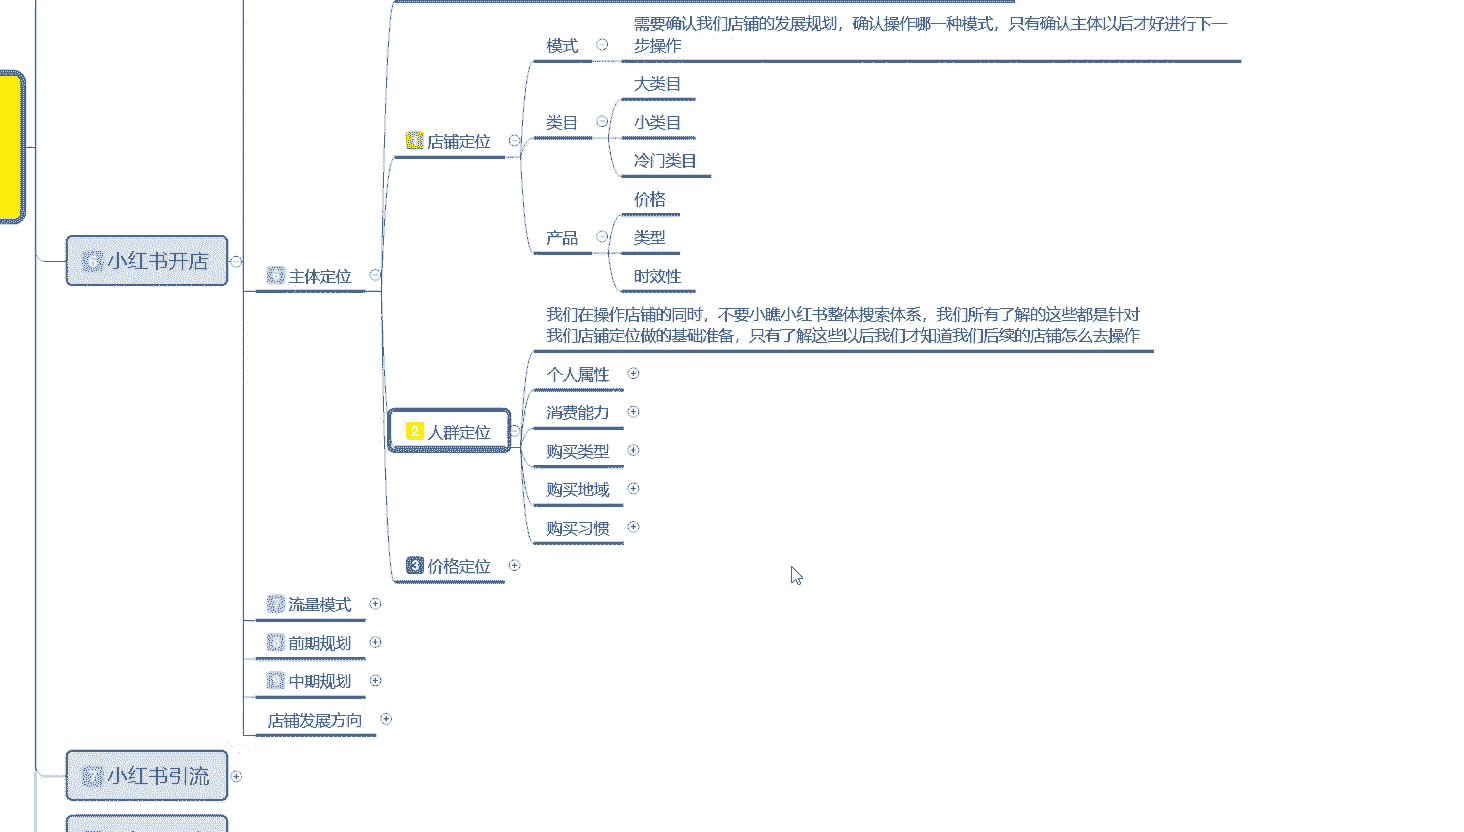 需要确认我们店铺的发展规划，确认操作哪一种模式，只有确认主体以后才好进行下一
步操作
模式
大类目
类目
小类目
冷门类目
1 店铺定位
价格
产品
类型
时效性
6 小红书开店
主体定位
我们在操作店铺的同时，不要小瞧小红书整体搜索体系，我们所有了解的这些都是针对
我们店铺定位做的基础准备，只有了解这些以后我们才知道我们后续的店铺怎么去操作
个人属性
消费能力
2 人群定位
购买类型
购买地域
购买习惯
3 价格定位
流量模式
前期规划
中期规划
店铺发展方向
7 小红书引流